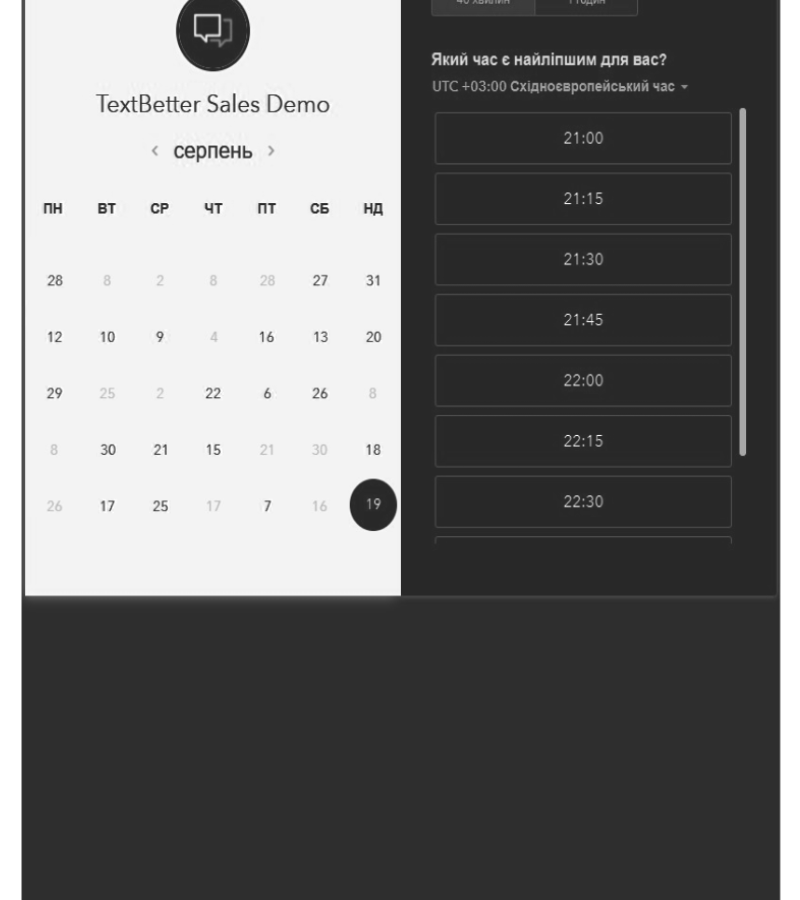 TextBetter Sales Demo
‹ серпень ›
ПН ВТ СР ЧТ ПТ СБ НД
28 8 2 8 28 27 31
12 10 9 4 16 13 20
29 25 2 22 6 26 8
8 30 21 15 21 30 18
26 17 25 17 7 16 19
хвилин 1 годин
Який час є найліпшим для вас?
UTC +03:00 Східноєвропейський час
21:00
21:15
21:30
21:45
22:00
22:15
22:30